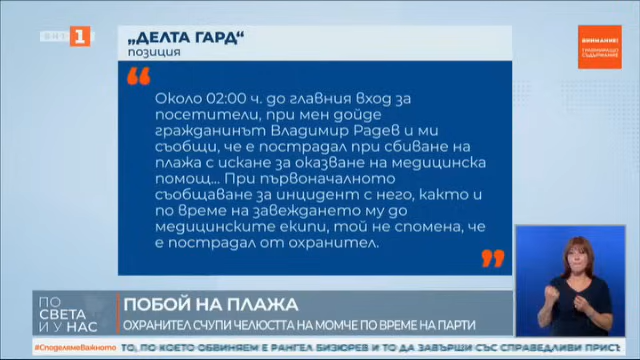 БНТ 1
„ДЕЛТА ГАРД“
ПОЗИЦИЯ
ВНИМАНИЕ!
ТРАВМИРАЩО
СЪДЪРЖАНИЕ
“
Около 02:00 ч. до главния вход за
посетители, при мен дойде
гражданинът Владимир Радев и ми
съобщи, че е пострадал при сбиване на
плажа с искане за оказване на медицинска
помощ... При първоначалното
съобщаване за инцидент с него, както и
по време на завеждането му до
медицинските екипи, той не спомена, че
е пострадал от охранител.
”
ПО
СВЕТА
И У НАС
ПОБОЙ НА ПЛАЖА
ОХРАНИТЕЛ СЧУПИ ЧЕЛЮСТТА НА МОМЧЕ ПО ВРЕМЕ НА ПАРТИ
#СподелямеВажното ТО, ПО КОЕТО ОБВИНЯЕМ Е РАНГЕЛ БИЗЮРЕВ И ТО ДА ЗАВЪРШИ СЪС СПРАВЕДЛИВИ ПРИСЪ